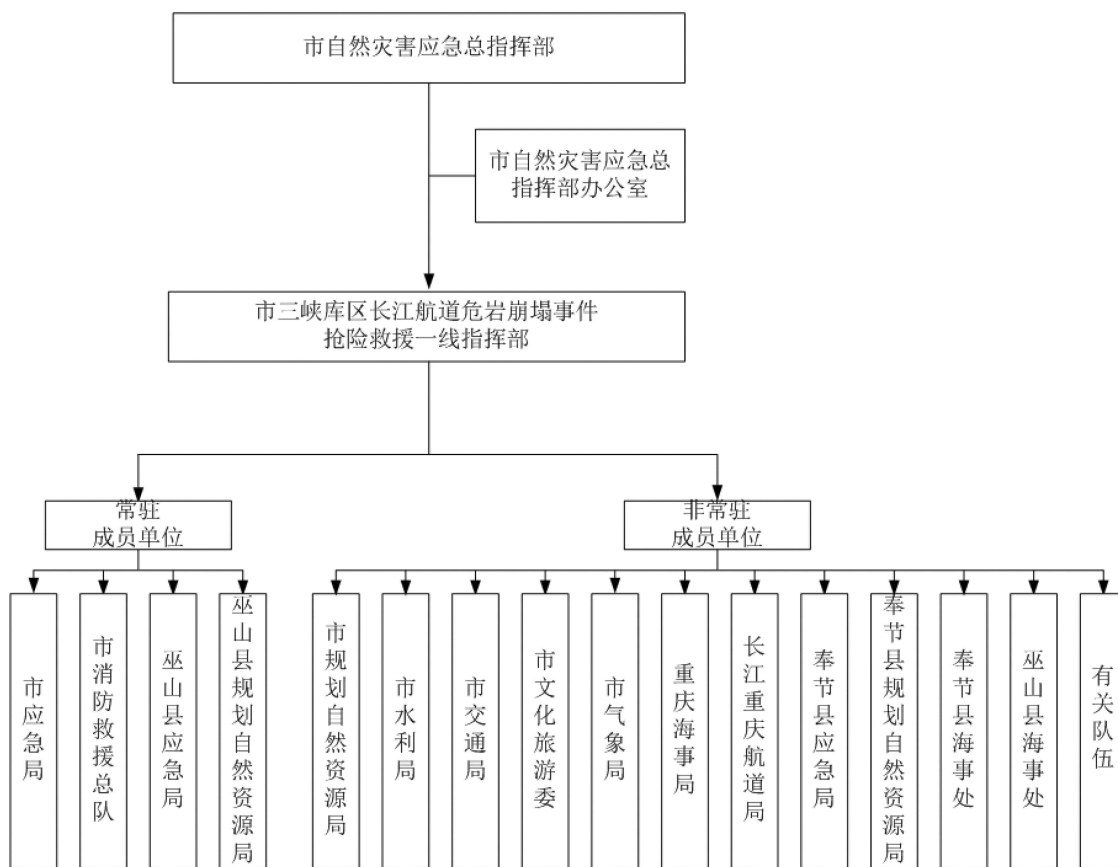 市自然灾害应急总指挥部
市自然灾害应急总
指挥部办公室
市三峡库区长江航道危岩崩塌事件
抢险救援一线指挥部
常驻
成员单位
非常驻
成员单位
市应急局
市消防救援总队
巫山县应急局
巫山县规划自然资源局
市规划自然资源局
市水利局
市交通局
市文化旅游委
市气象局
重庆海事局
长江重庆航道局
奉节县应急局
奉节县规划自然资源局
奉节县海事处
巫山县海事处
有关队伍